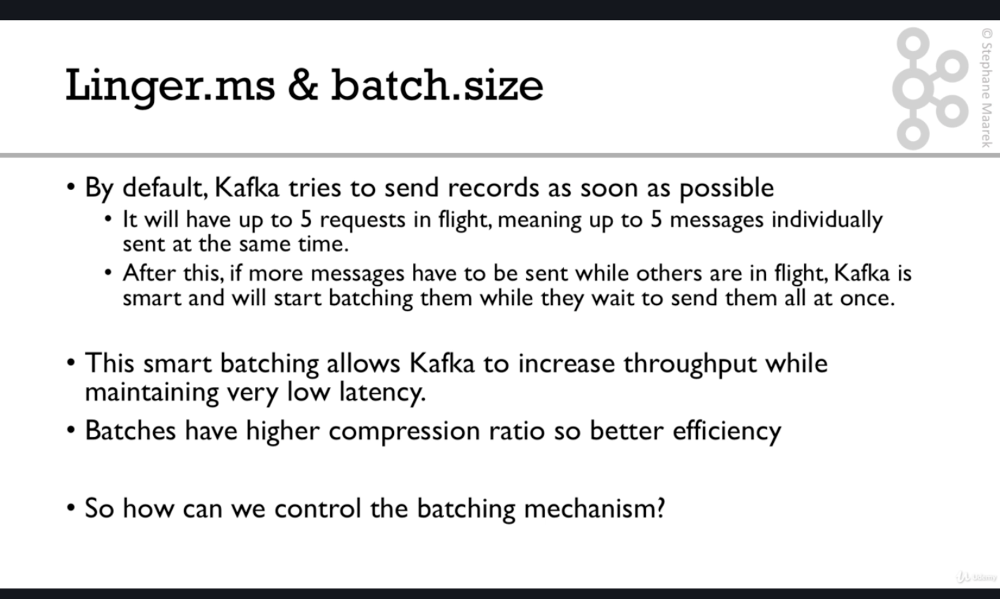 © Stephane Maarek
Linger.ms & batch.size
• By default, Kafka tries to send records as soon as possible
• It will have up to 5 requests in flight, meaning up to 5 messages individually
sent at the same time.
• After this, if more messages have to be sent while others are in flight, Kafka is
smart and will start batching them while they wait to send them all at once.
• This smart batching allows Kafka to increase throughput while
maintaining very low latency.
• Batches have higher compression ratio so better efficiency
• So how can we control the batching mechanism?
Udemy